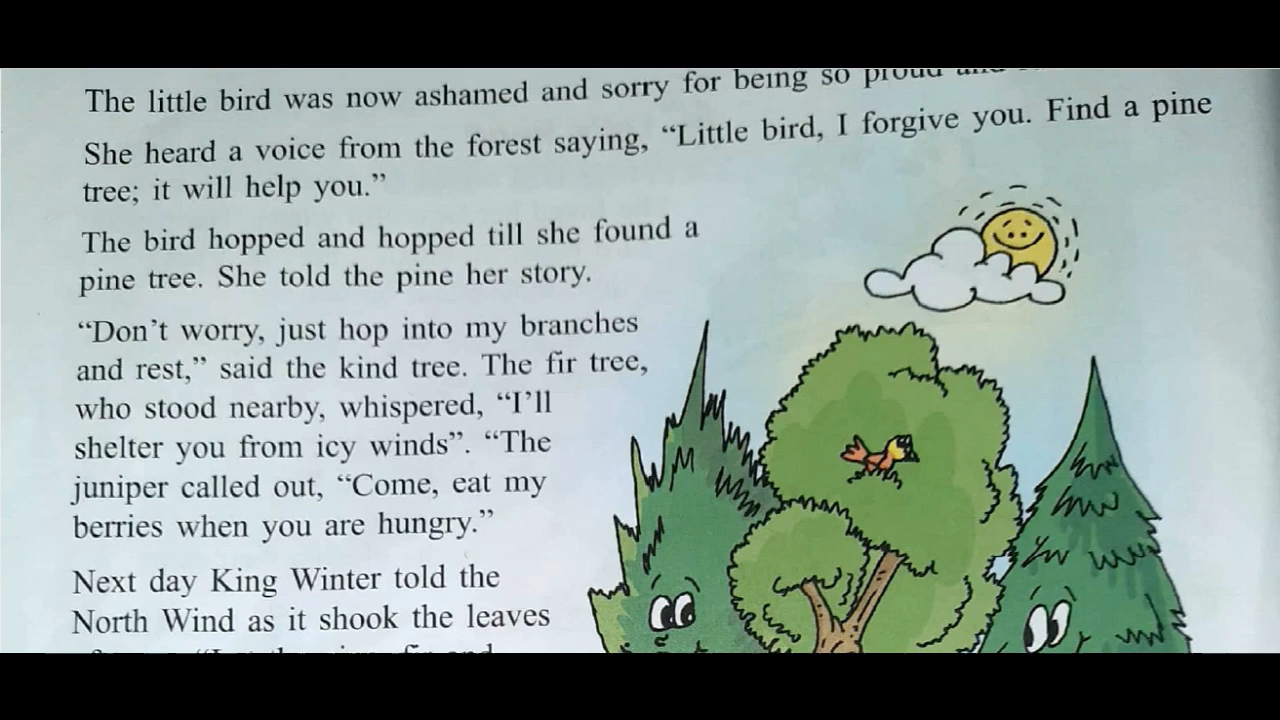 The little bird was now ashamed and sorry for being so proud
She heard a voice from the forest saying, “Little bird, I forgive you. Find a pine
tree; it will help you.”
The bird hopped and hopped till she found a
pine tree. She told the pine her story.
“Don’t worry, just hop into my branches
and rest,” said the kind tree. The fir tree,
who stood nearby, whispered, “I’ll
shelter you from icy winds”. “The
juniper called out, “Come, eat my
berries when you are hungry.”
Next day King Winter told the
North Wind as it shook the leaves